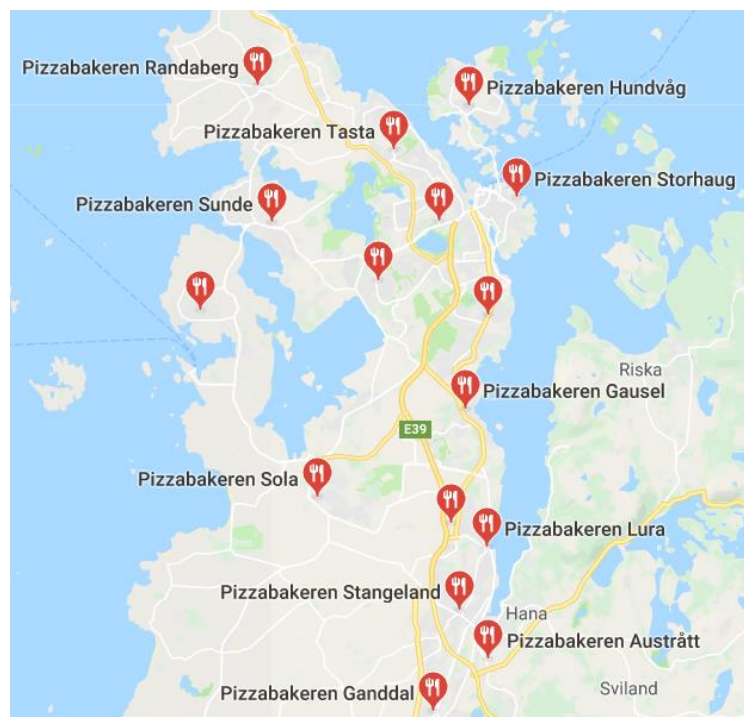 Pizzabakeren Randaberg
Pizzabakeren Hundvåg
Pizzabakeren Tasta
Pizzabakeren Storhaug
Pizzabakeren Sunde
Riska
Pizzabakeren Gausel
E39
Pizzabakeren Sola
Pizzabakeren Lura
Pizzabakeren Stangeland
Hana
Pizzabakeren Austrått
Pizzabakeren Ganddal
Sviland